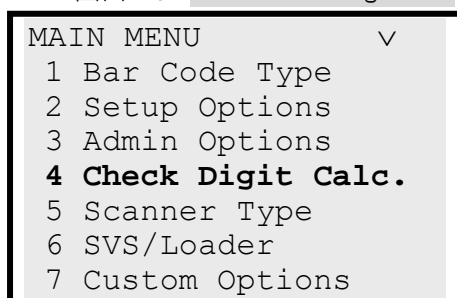 MAIN MENU ∨
1 Bar Code Type
2 Setup Options
3 Admin Options
4 Check Digit Calc.
5 Scanner Type
6 SVS/Loader
7 Custom Options